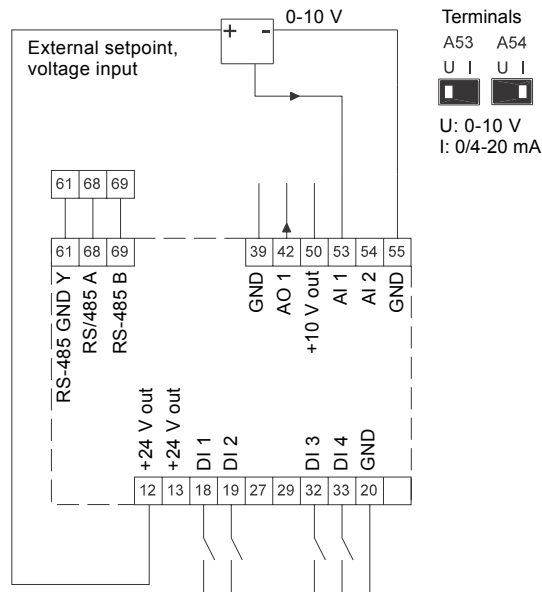 0-10 V
+ -
External setpoint,
voltage input
Terminals
A53 A54
U I U I
U: 0-10 V
I: 0/4-20 mA
61 68 69
61 68 69 39 42 50 53 54 55
RS-485 GND Y
RS/485 A
RS-485 B
GND
AO 1
+10 V out
AI 1
AI 2
GND
+24 V out
+24 V out
DI 1
DI 2
DI 3
DI 4
GND
12 13 18 19 27 29 32 33 20